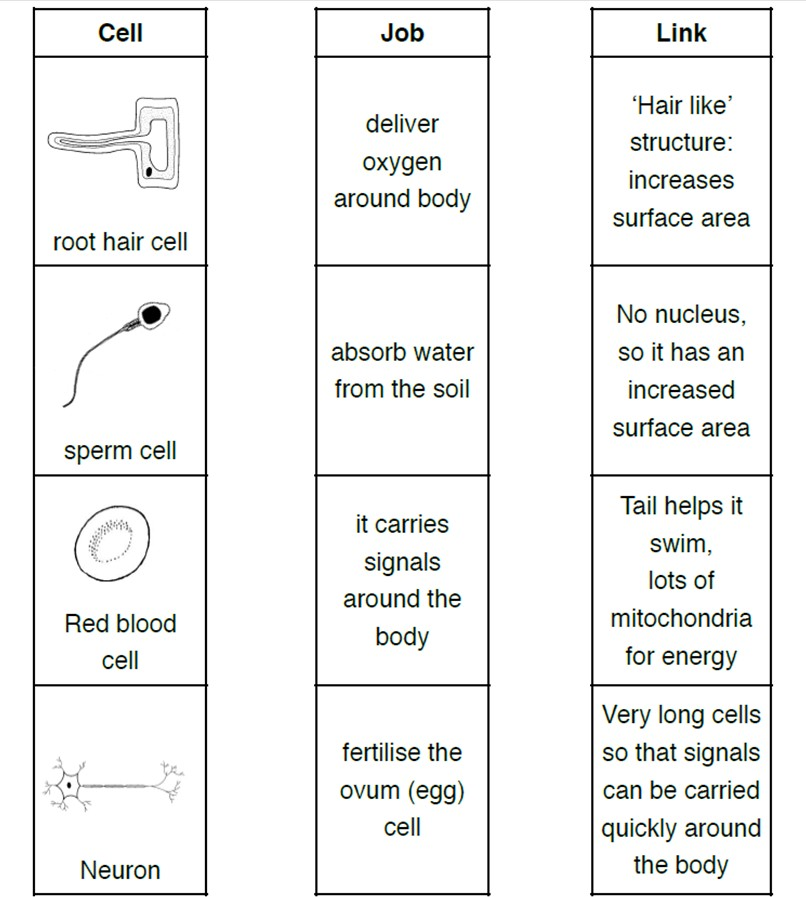 Cell
Job
Link
root hair cell
deliver
oxygen
around body
‘Hair like’
structure:
increases
surface area
sperm cell
absorb water
from the soil
No nucleus,
so it has an
increased
surface area
Red blood
cell
it carries
signals
around the
body
Tail helps it
swim,
lots of
mitochondria
for energy
Neuron
fertilise the
ovum (egg)
cell
Very long cells
so that signals
can be carried
quickly around
the body